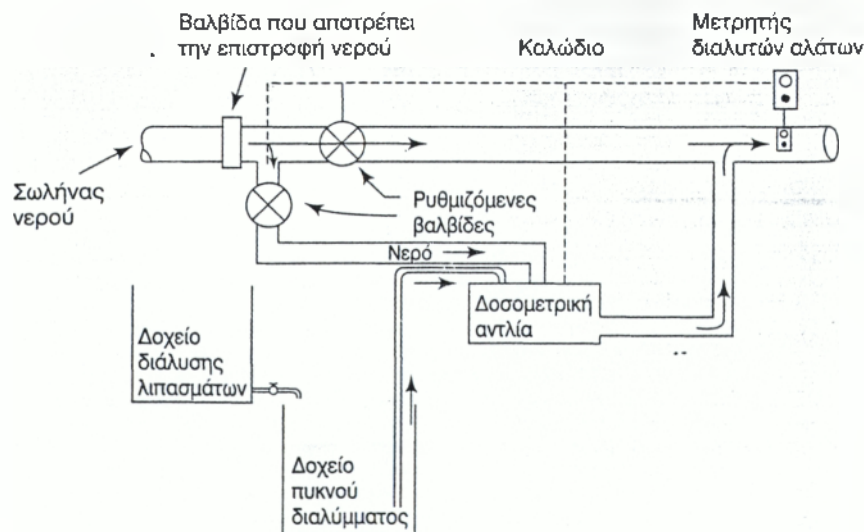 Βαλβίδα που αποτρέπει
την επιστροφή νερού
Καλώδιο
Μετρητής
διαλυτών αλάτων
Σωλήνας
νερού
Ρυθμιζόμενες
βαλβίδες
Νερό
Δοσομετρική
αντλία
Δοχείο
διάλυσης
λιπασμάτων
Δοχείο
πυκνού
διαλύμματος